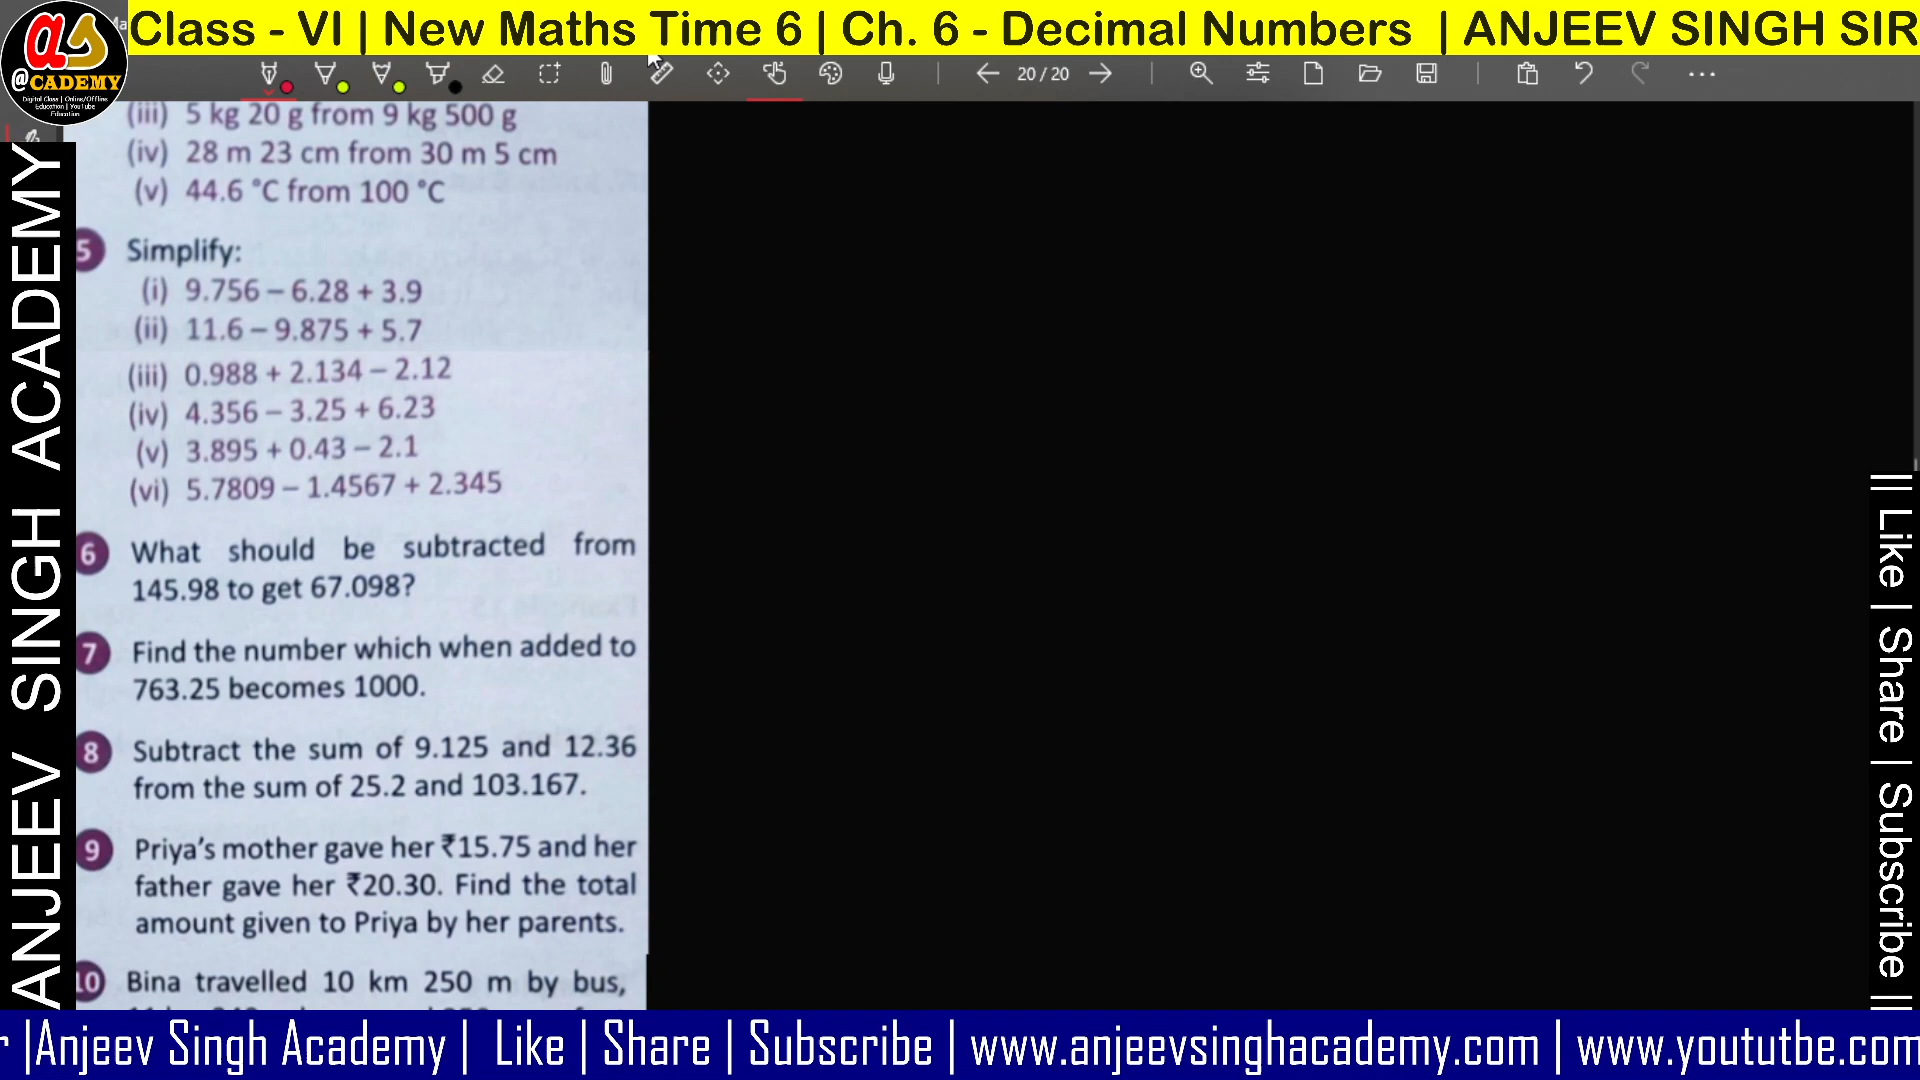 Class - VI | New Maths Time 6 | Ch. 6 - Decimal Numbers | ANJEEV SINGH SIR
as
@CADEMY
Digital Class | Online/Offline
Education | YouTube
Education
20 / 20
ANJEEV SINGH ACADEMY
(iii) 5 kg 20 g from 9 kg 500 g
(iv) 28 m 23 cm from 30 m 5 cm
(v) 44.6 °C from 100 °C
5 Simplify:
(i) 9.756 – 6.28 + 3.9
(ii) 11.6 – 9.875 + 5.7
(iii) 0.988 + 2.134 – 2.12
(iv) 4.356 – 3.25 + 6.23
(v) 3.895 + 0.43 – 2.1
(vi) 5.7809 – 1.4567 + 2.345
6 What should be subtracted from
145.98 to get 67.098?
7 Find the number which when added to
763.25 becomes 1000.
8 Subtract the sum of 9.125 and 12.36
from the sum of 25.2 and 103.167.
9 Priya's mother gave her ₹15.75 and her
father gave her ₹20.30. Find the total
amount given to Priya by her parents.
10 Bina travelled 10 km 250 m by bus,
|| Like | Share | Subscribe ||
r |Anjeev Singh Academy | Like | Share | Subscribe | www.anjeevsinghacademy.com | www.yoututbe.com